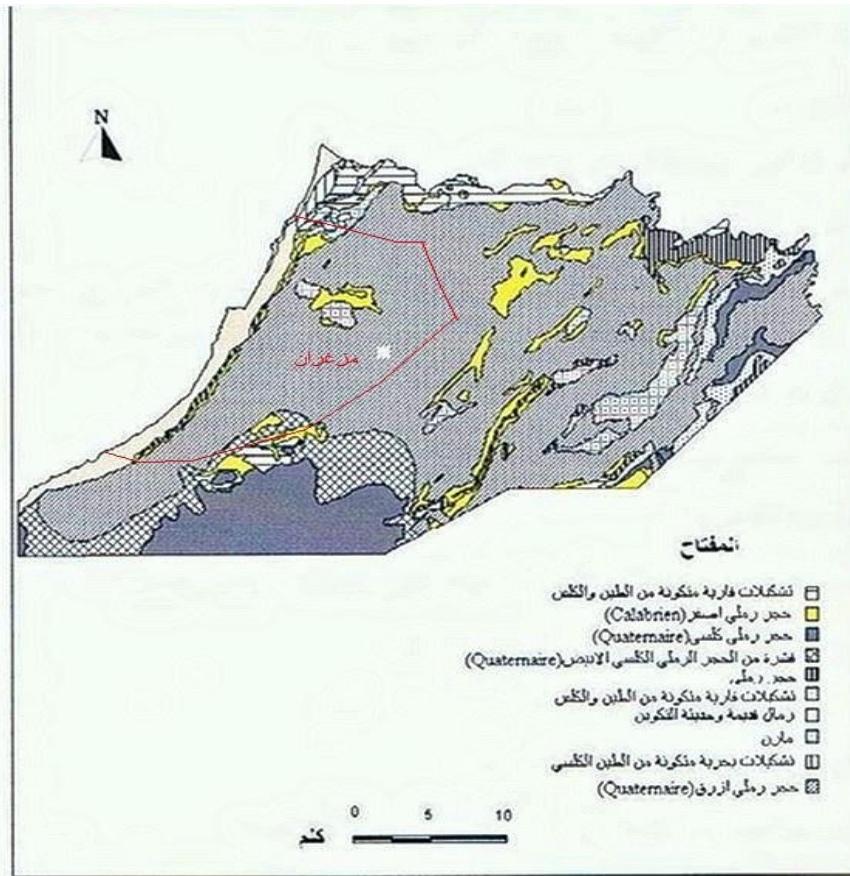 N
مزغران
المفتاح
تشكيلات قارية متكونة من الطين والكلس
حجر رملي اصفر(Calabrien)
حجر رملي كلسي(Quaternaire)
قشرة من الحجر الرملي الكلسي الابيض(Quaternaire)
حجر رملي
تشكيلات قارية متكونة من الطين والكلس
رمال قديمة وحديثة التكوين
مارن
تشكيلات بحرية متكونة من الطين الكلسي
حجر رملي ازرق(Quaternaire)
0 5 10
كلم